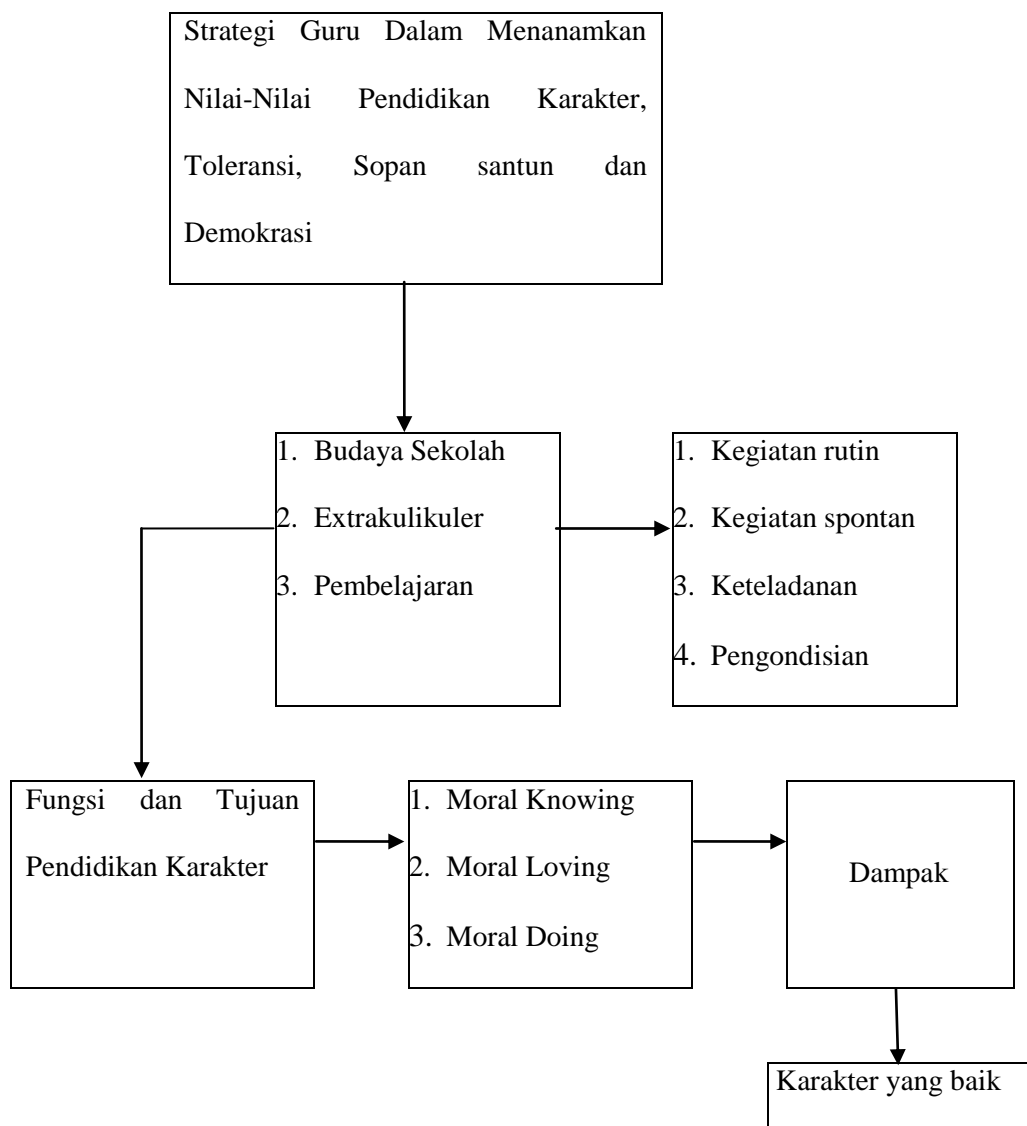 Strategi Guru Dalam Menanamkan
Nilai-Nilai Pendidikan Karakter,
Toleransi, Sopan santun dan
Demokrasi
1. Budaya Sekolah
2. Extrakulikuler
3. Pembelajaran
1. Kegiatan rutin
2. Kegiatan spontan
3. Keteladanan
4. Pengondisian
Fungsi dan Tujuan
Pendidikan Karakter
1. Moral Knowing
2. Moral Loving
3. Moral Doing
Dampak
Karakter yang baik